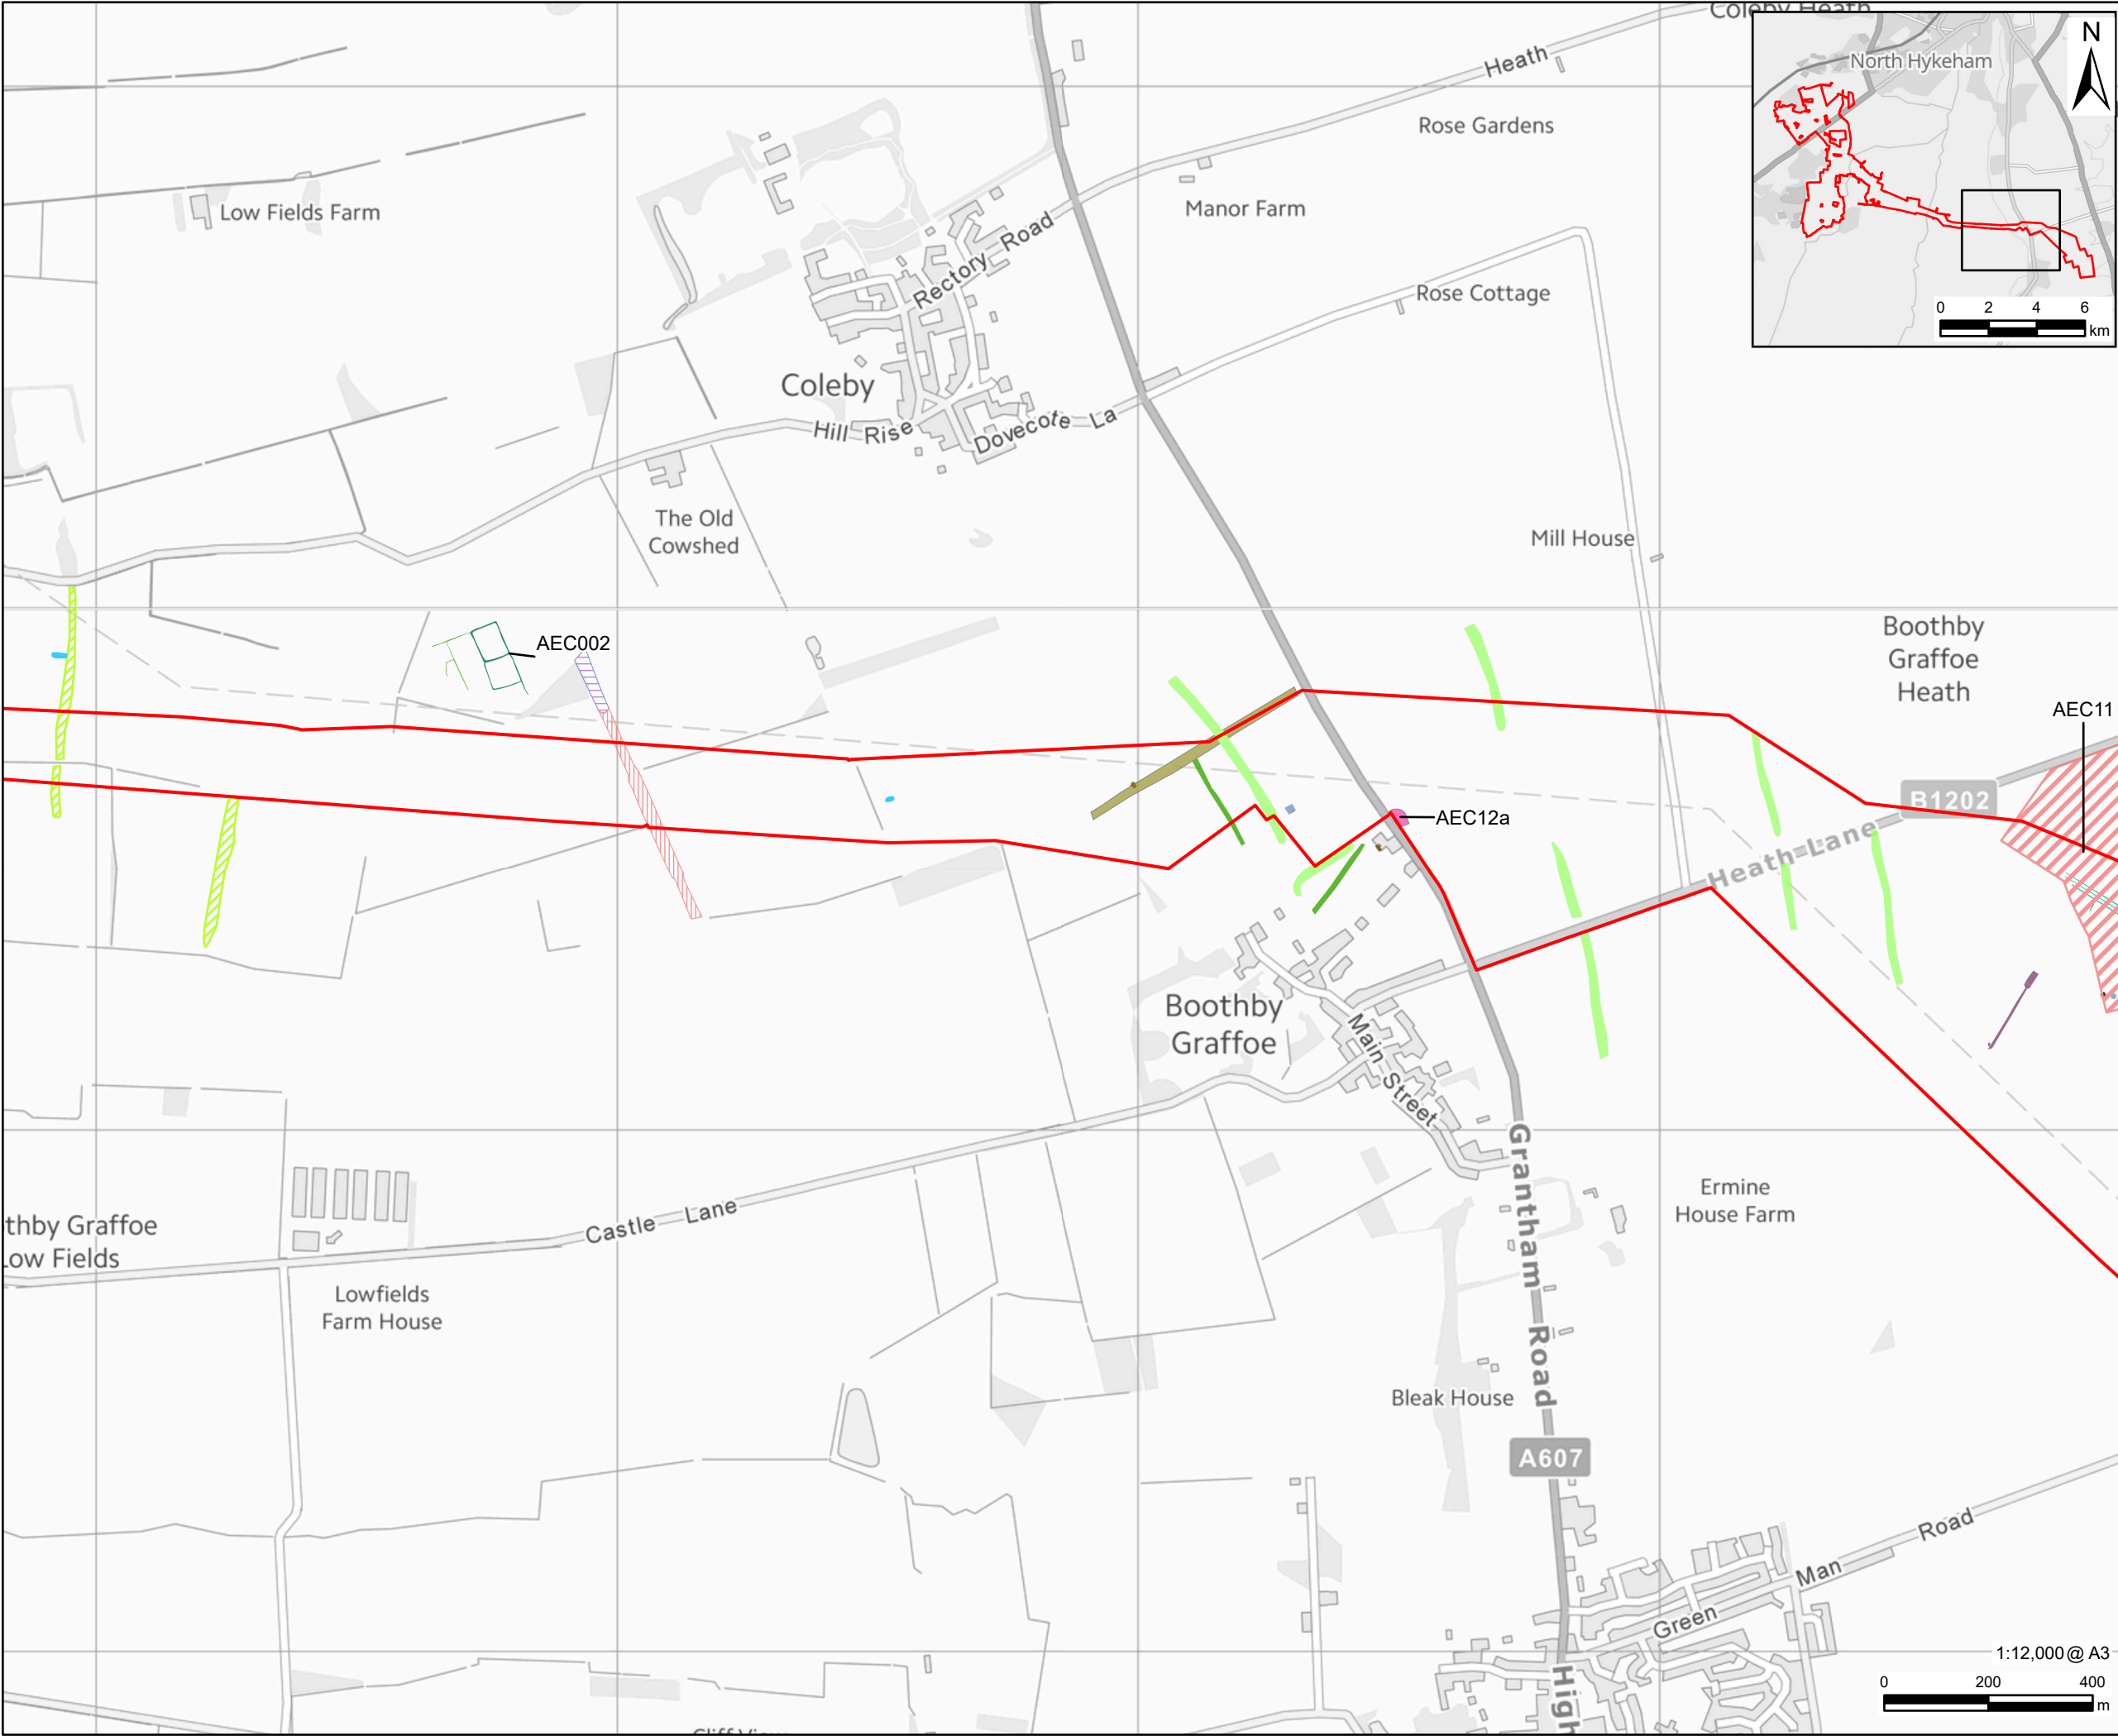 Coleby Heath
N
North Hykeham
Heath
Rose Gardens
Low Fields Farm
Manor Farm
Rectory Road
Rose Cottage
0 2 4 6
km
Coleby
Hill Rise
Dovecote La
The Old
Cowshed
Mill House
AEC002
Boothby
Graffoe
Heath
AEC11
B1202
AEC12a
Heath Lane
Boothby
Graffoe
Main Street
Grantham Road
Ermine
House Farm
Castle Lane
thby Graffoe
Low Fields
Lowfields
Farm House
Bleak House
A607
Green Man Road
High
1:12,000 @ A3
0 200 400
m
Cliff View